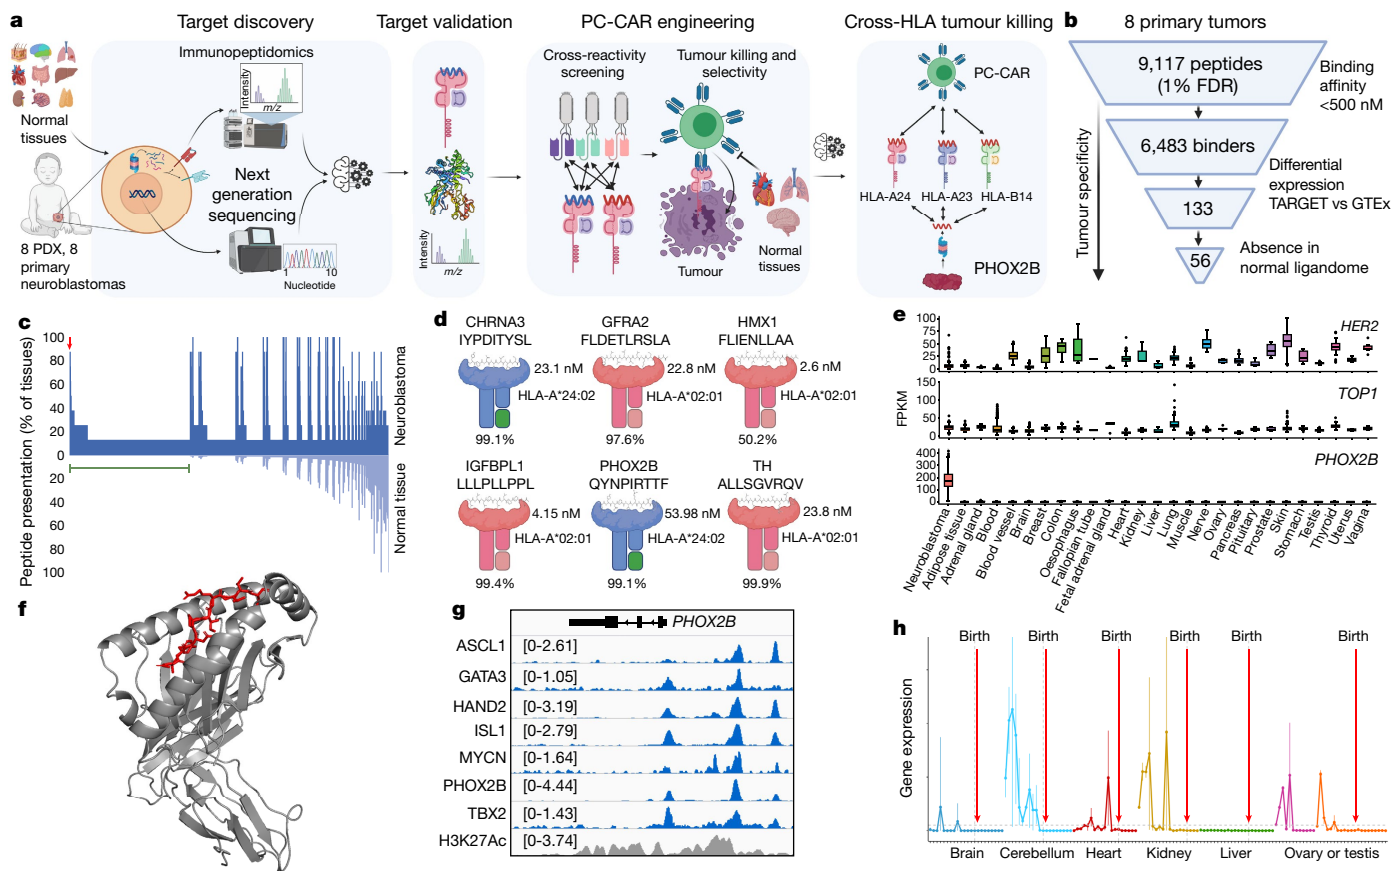 a
Target discovery
Target validation
PC-CAR engineering
Cross-HLA tumour killing
Immunopeptidomics
Intensity
m/z
Normal
tissues
Next
generation
sequencing
8 PDX, 8
primary
neuroblastomas
1
10
Nucleotide
Intensity
m/z
Cross-reactivity
screening
Tumour killing and
selectivity
Tumour
Normal
tissues
PC-CAR
HLA-A24
HLA-A23
HLA-B14
PHOX2B
b
8 primary tumors
Tumour specificity
9,117 peptides
(1% FDR)
Binding
affinity
<500 nM
6,483 binders
Differential
expression
TARGET vs GTEx
133
Absence in
normal ligandome
56
c
Peptide presentation (% of tissues)
100
80
60
40
20
0
20
40
60
80
100
Neuroblastoma
Normal tissue
d
CHRNA3
IYPDITYSL
23.1 nM
HLA-A*24:02
99.1%
GFRA2
FLDETLRSLA
22.8 nM
HLA-A*02:01
97.6%
HMX1
FLIENLLAA
2.6 nM
HLA-A*02:01
50.2%
IGFBPL1
LLLPLLPPL
4.15 nM
HLA-A*02:01
99.4%
PHOX2B
QYNPIRTTF
53.98 nM
HLA-A*24:02
99.1%
TH
ALLSGVRQV
23.8 nM
HLA-A*02:01
99.9%
e
FPKM
100
75
50
25
0
HER2
150
100
50
0
TOP1
400
300
200
100
0
PHOX2B
Neuroblastoma
Adipose tissue
Adrenal gland
Blood
Blood vessel
Brain
Breast
Colon
Oesophagus
Fallopian tube
Fetal adrenal gland
Heart
Kidney
Liver
Lung
Muscle
Nerve
Ovary
Pancreas
Pituitary
Prostate
Skin
Stomach
Testis
Thyroid
Uterus
Vagina
f
g
PHOX2B
ASCL1 [0-2.61]
GATA3 [0-1.05]
HAND2 [0-3.19]
ISL1 [0-2.79]
MYCN [0-1.64]
PHOX2B [0-4.44]
TBX2 [0-1.43]
H3K27Ac [0-3.74]
h
Gene expression
Birth Birth Birth Birth Birth Birth
Brain Cerebellum Heart Kidney Liver Ovary or testis